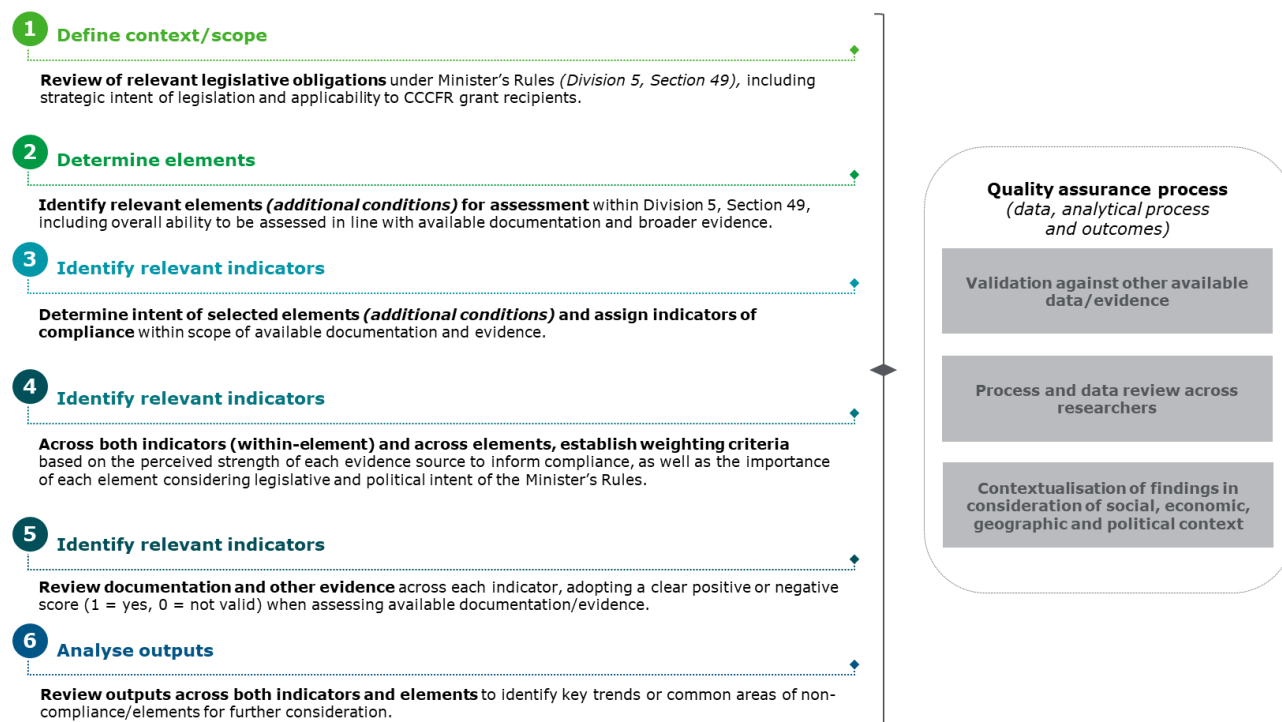 1
Define context/scope
Review of relevant legislative obligations under Minister’s Rules (Division 5, Section 49), including
strategic intent of legislation and applicability to CCCFR grant recipients.
2
Determine elements
Identify relevant elements (additional conditions) for assessment within Division 5, Section 49,
including overall ability to be assessed in line with available documentation and broader evidence.
3
Identify relevant indicators
Determine intent of selected elements (additional conditions) and assign indicators of
compliance within scope of available documentation and evidence.
4
Identify relevant indicators
Across both indicators (within-element) and across elements, establish weighting criteria
based on the perceived strength of each evidence source to inform compliance, as well as the importance
of each element considering legislative and political intent of the Minister’s Rules.
5
Identify relevant indicators
Review documentation and other evidence across each indicator, adopting a clear positive or negative
score (1 = yes, 0 = not valid) when assessing available documentation/evidence.
6
Analyse outputs
Review outputs across both indicators and elements to identify key trends or common areas of non-
compliance/elements for further consideration.
Quality assurance process
(data, analytical process
and outcomes)
Validation against other available
data/evidence
Process and data review across
researchers
Contextualisation of findings in
consideration of social, economic,
geographic and political context